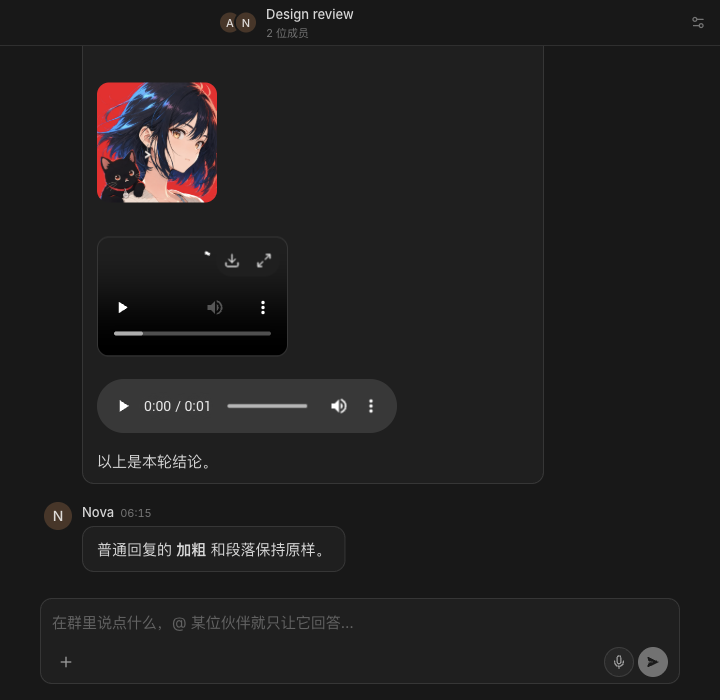 A N Design review
2 位成员
0:00 / 0:01
以上是本轮结论。
N Nova 06:15
普通回复的 加粗 和段落保持原样。
在群里说点什么，@ 某位伙伴就只让它回答...